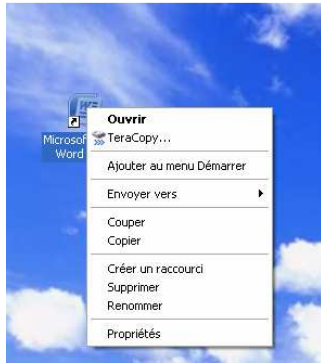 Microsof
Word
Ouvrir
TeraCopy...
Ajouter au menu Démarrer
Envoyer vers
Couper
Copier
Créer un raccourci
Supprimer
Renommer
Propriétés